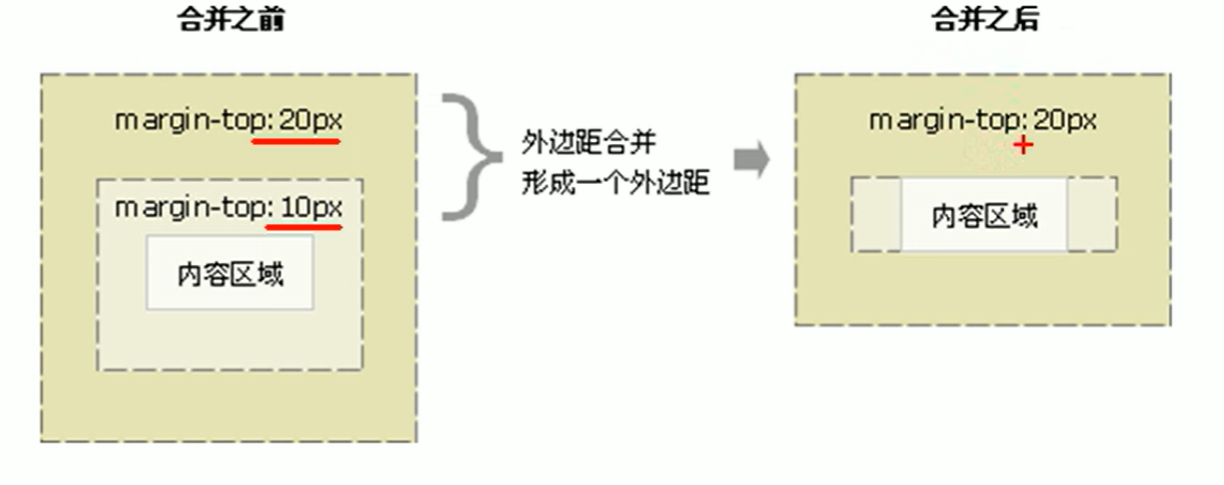 合并之前
合并之后
margin-top: 20px
margin-top: 10px
内容区域
外边距合并
形成一个外边距
margin-top: 20px
内容区域